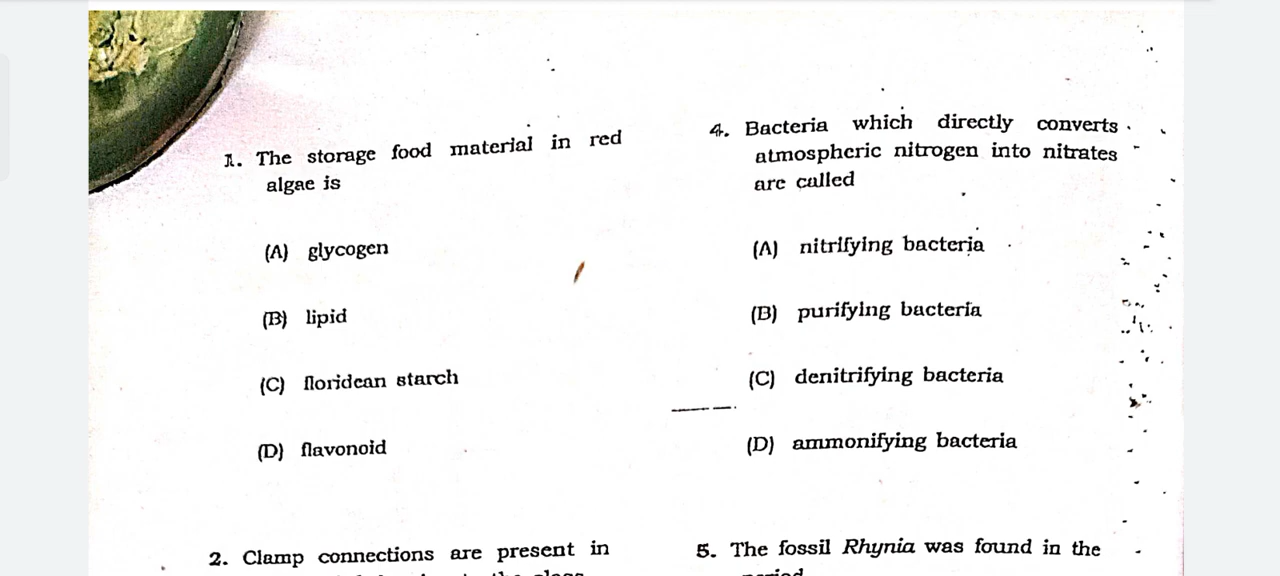 1. The storage food material in red
algae is
(A) glycogen
(B) lipid
(C) floridean starch
(D) flavonoid
2. Clamp connections are present in
4. Bacteria which directly converts
atmospheric nitrogen into nitrates
are called
(A) nitrifying bacteria
(B) purifying bacteria
(C) denitrifying bacteria
(D) ammonifying bacteria
5. The fossil Rhynia was found in the
period